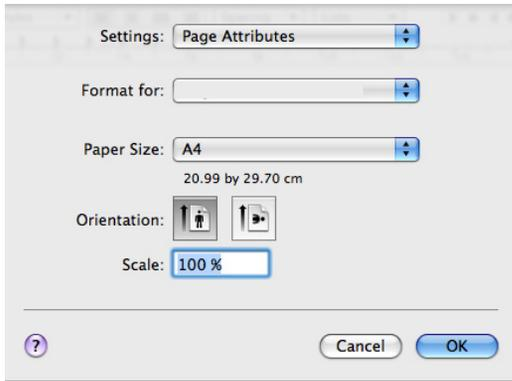 Settings: Page Attributes
Format for:
Paper Size: A4
20.99 by 29.70 cm
Orientation:
Scale: 100 %
? Cancel OK